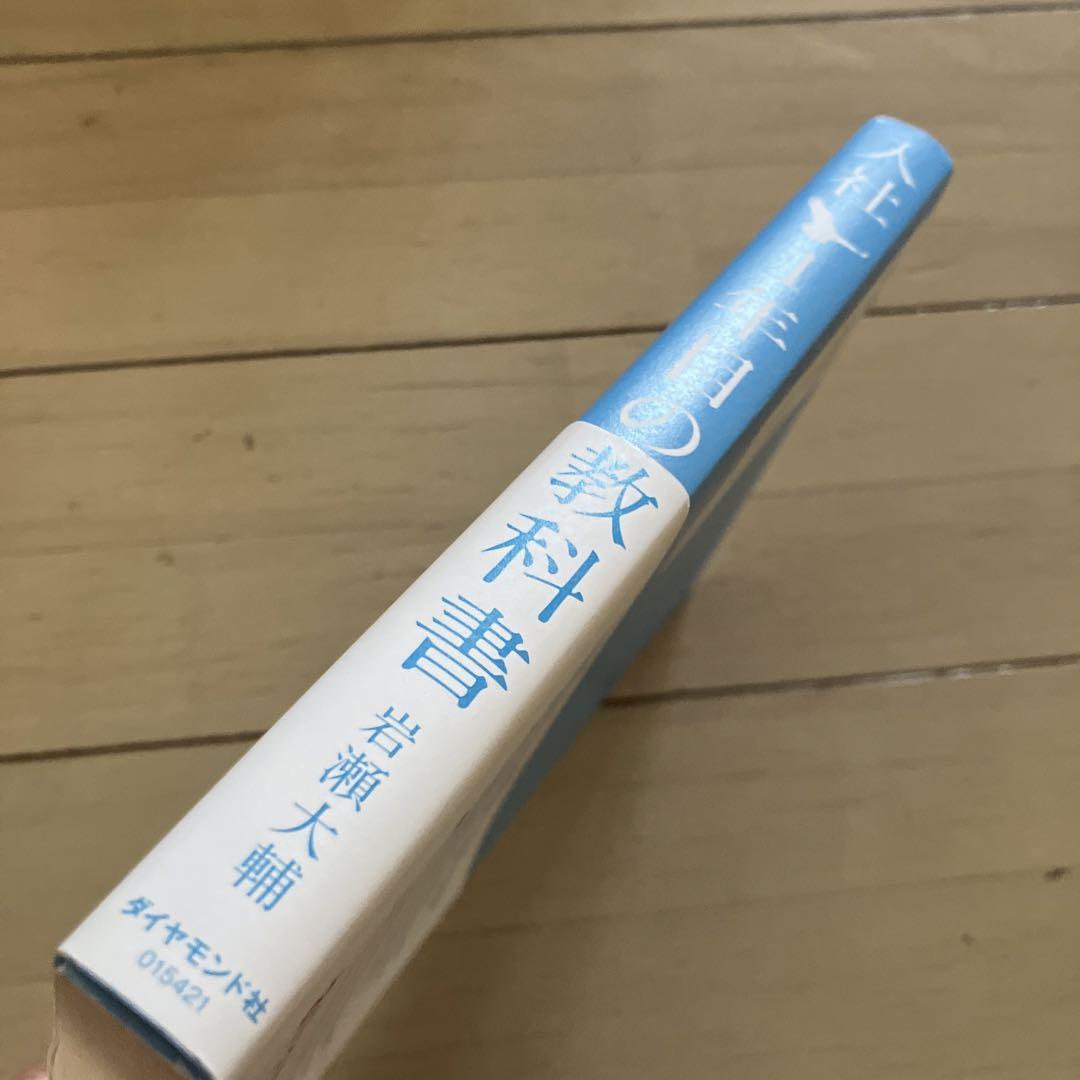 入社1年目の教科書
岩瀬大輔
ダイヤモンド社
015421